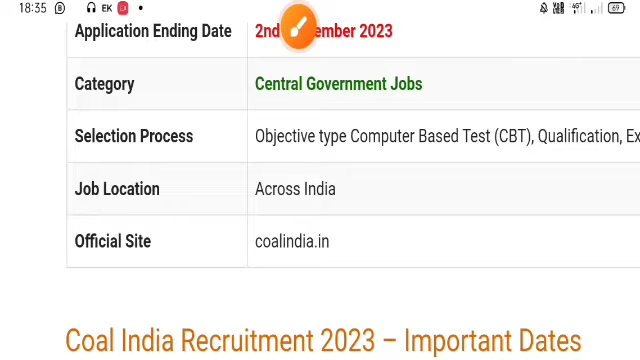 18:35 EK 69
Application Ending Date 2nd ember 2023
Category Central Government Jobs
Selection Process Objective type Computer Based Test (CBT), Qualification, Ex
Job Location Across India
Official Site coalindia.in
Coal India Recruitment 2023 – Important Dates